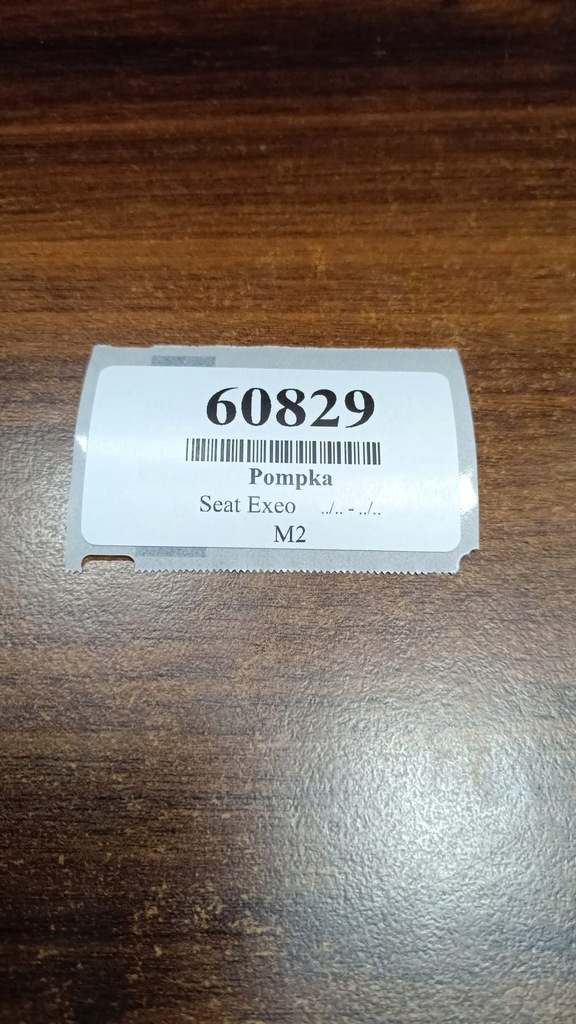 60829
Pompka
Seat Exeo ../.. - ../..
M2